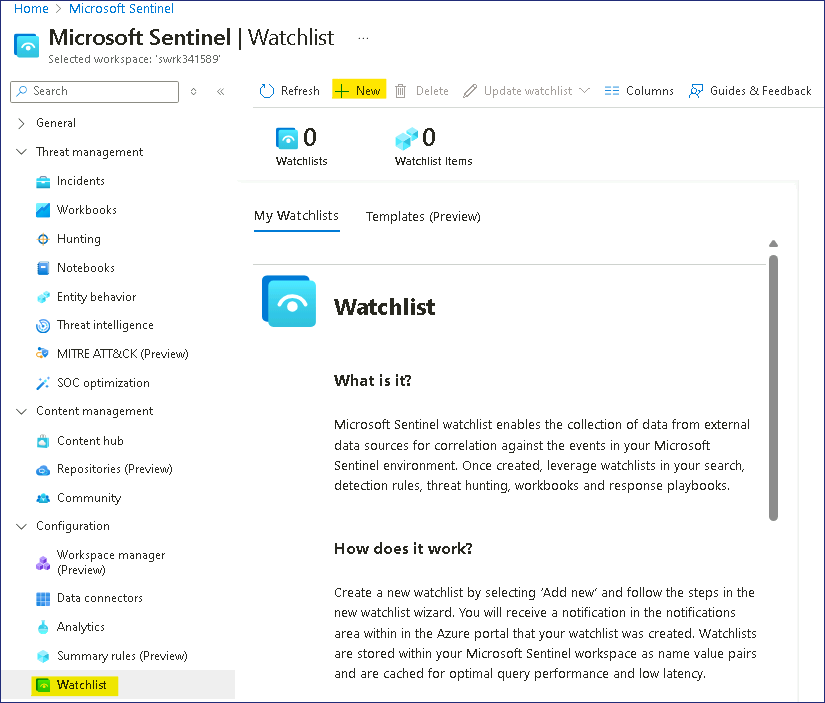 Home > Microsoft Sentinel
Microsoft Sentinel | Watchlist ...
Selected workspace: 'swrk341589'
Search
Refresh
New
Delete
Update watchlist
Columns
Guides & Feedback
General
Threat management
Incidents
Workbooks
Hunting
Notebooks
Entity behavior
Threat intelligence
MITRE ATT&CK (Preview)
SOC optimization
Content management
Content hub
Repositories (Preview)
Community
Configuration
Workspace manager
(Preview)
Data connectors
Analytics
Summary rules (Preview)
Watchlist
0
Watchlists
0
Watchlist Items
My Watchlists
Templates (Preview)
Watchlist
What is it?
Microsoft Sentinel watchlist enables the collection of data from external
data sources for correlation against the events in your Microsoft
Sentinel environment. Once created, leverage watchlists in your search,
detection rules, threat hunting, workbooks and response playbooks.
How does it work?
Create a new watchlist by selecting ‘Add new’ and follow the steps in the
new watchlist wizard. You will receive a notification in the notifications
area within in the Azure portal that your watchlist was created. Watchlists
are stored within your Microsoft Sentinel workspace as name value pairs
and are cached for optimal query performance and low latency.